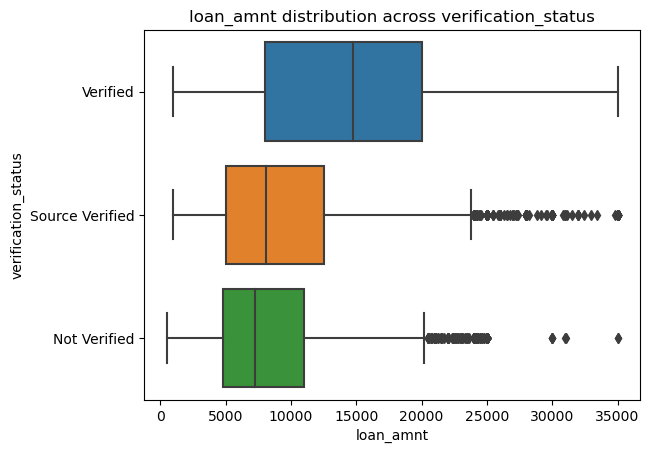 loan_amnt distribution across verification_status
verification_status
Verified
Source Verified
Not Verified
0 5000 10000 15000 20000 25000 30000 35000
loan_amnt